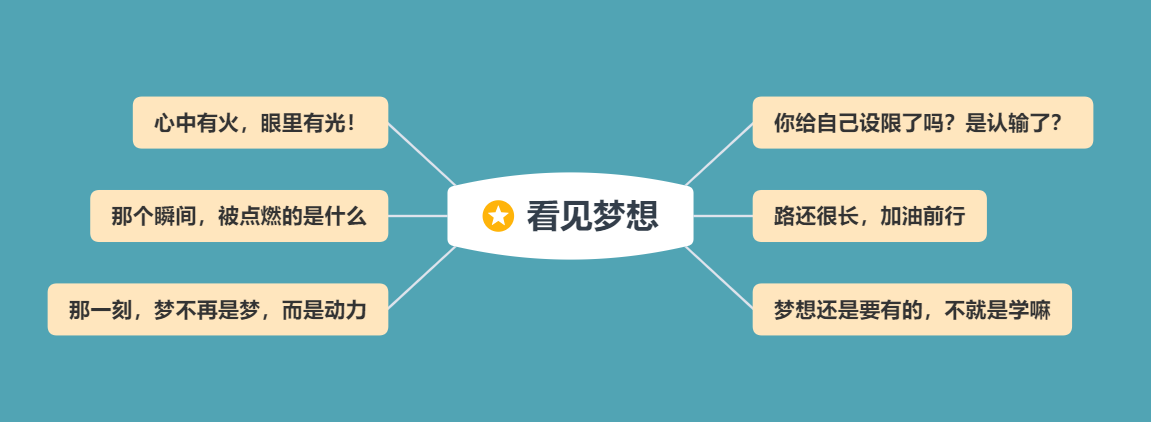 看见梦想
心中有火，眼里有光！
那个瞬间，被点燃的是什么
那一刻，梦不再是梦，而是动力
你给自己设限了吗？是认输了？
路还很长，加油前行
梦想还是要有的，不就是学嘛